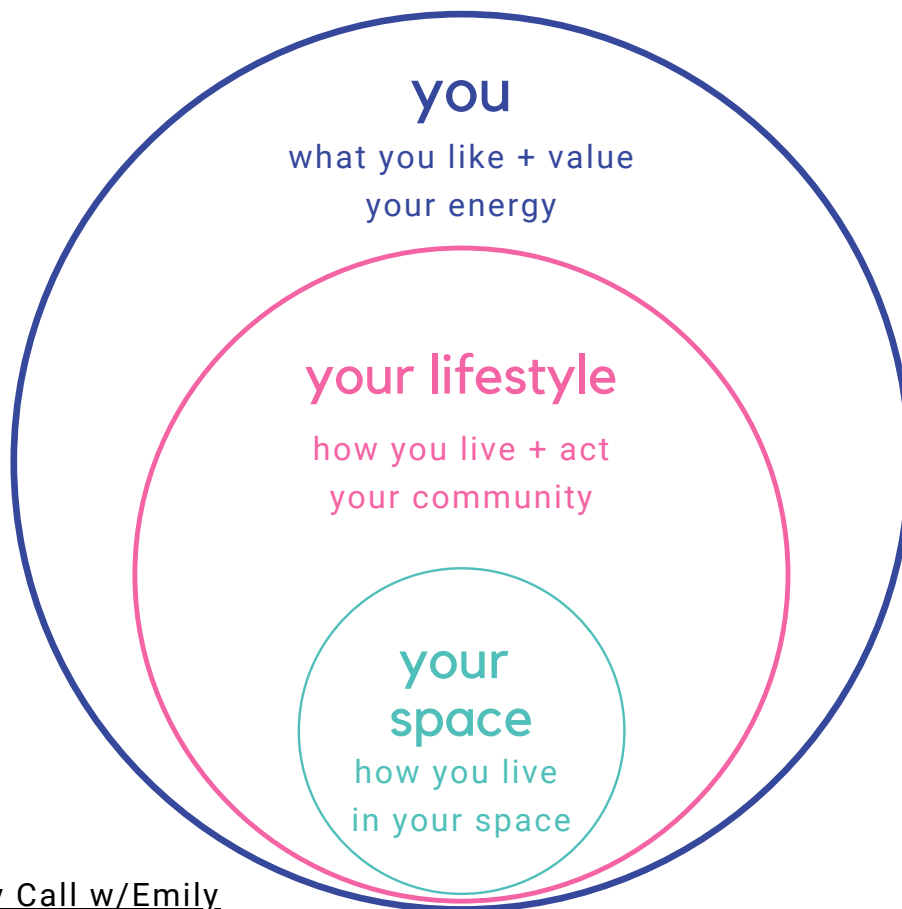 you
what you like + value
your energy
your lifestyle
how you live + act
your community
your
space
how you live
in your space
Call w/Emily